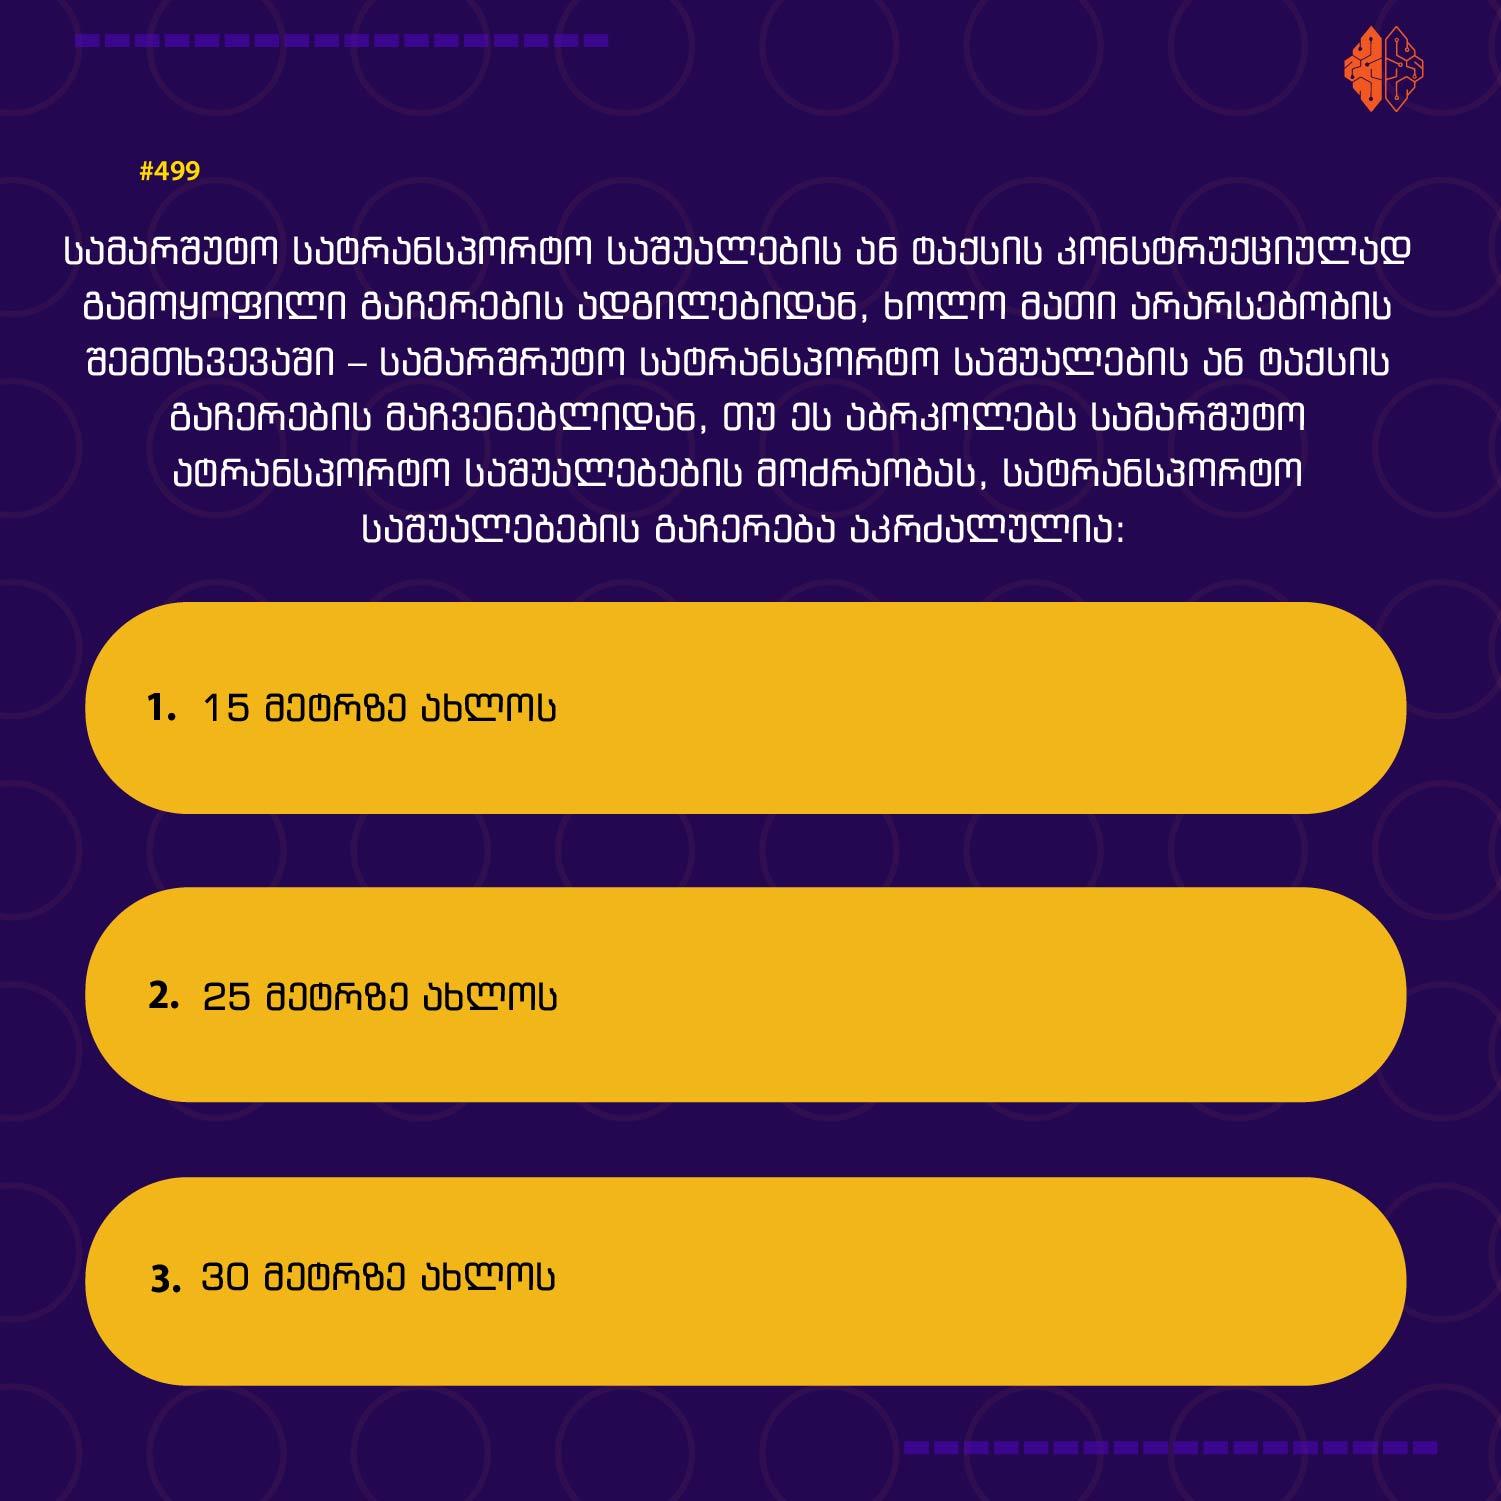 #499
სამარშუტო სატრანსპორტო საშუალების ან ტაქსის კონსტრუქციულად
გამოყოფილი გაჩერების ადგილებიდან, ხოლო მათი არარსებობის
შემთხვევაში – სამარშრუტო სატრანსპორტო საშუალების ან ტაქსის
გაჩერების მაჩვენებლიდან, თუ ეს აბრკოლებს სამარშუტო
ატრანსპორტო საშუალებების მოძრაობას, სატრანსპორტო
საშუალებების გაჩერება აკრძალულია:
1. 15 მეტრზე ახლოს
2. 25 მეტრზე ახლოს
3. 30 მეტრზე ახლოს